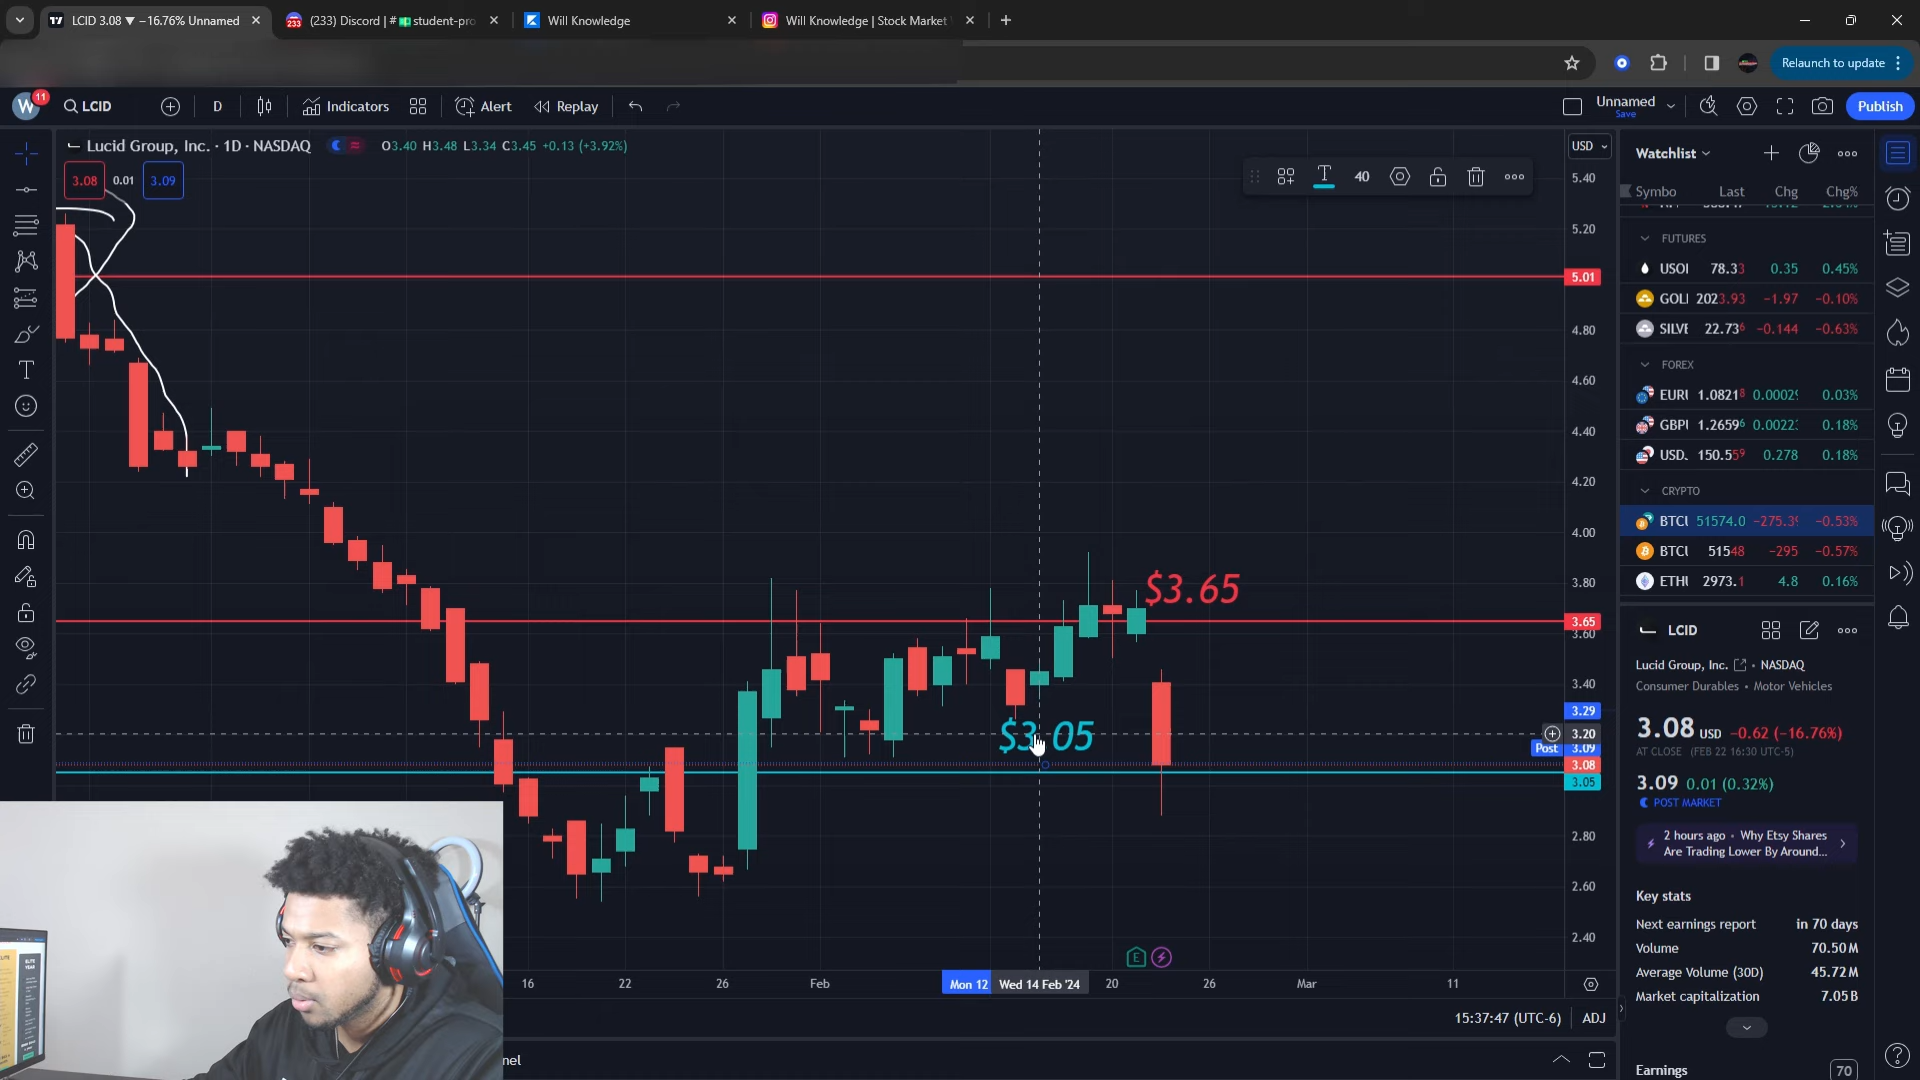 LCID 3.08 ▼ −16.76% Unnamed
(233) Discord | #
student-pro
Will Knowledge
Will Knowledge | Stock Market
Relaunch to update
W 11
LCID
D
Indicators
Alert
Replay
Unnamed
Save
Publish
Lucid Group, Inc. · 1D · NASDAQ
O3.40 H3.48 L3.34 C3.45 +0.13 (+3.92%)
3.08 0.01 3.09
40
USD
5.40
5.20
5.01
4.80
4.60
4.40
4.20
4.00
3.80
3.65
3.60
3.40
3.29
3.20
Post 3.09
3.08
3.05
2.80
2.60
2.40
$3.65
$3.05
E
16 22 26 Feb Mon 12 Wed 14 Feb '24 20 26 Mar 11
15:37:47 (UTC-6) ADJ
nel
Watchlist
Symbo Last Chg Chg%
FUTURES
USOI 78.33 0.35 0.45%
GOLI 2023.93 −1.97 −0.10%
SILVE 22.736 −0.144 −0.63%
FOREX
EURI 1.08218 0.00029 0.03%
GBPI 1.26596 0.00222 0.18%
USD. 150.559 0.278 0.18%
CRYPTO
BTCI 51574.0 −275.39 −0.53%
BTCI 51548 −295 −0.57%
ETHI 2973.1 4.8 0.16%
LCID
Lucid Group, Inc. • NASDAQ
Consumer Durables • Motor Vehicles
3.08 USD −0.62 (−16.76%)
AT CLOSE (FEB 22 16:30 UTC-5)
3.09 0.01 (0.32%)
POST MARKET
2 hours ago • Why Etsy Shares
Are Trading Lower By Around...
Key stats
Next earnings report in 70 days
Volume 70.50M
Average Volume (30D) 45.72M
Market capitalization 7.05B
Earnings 70